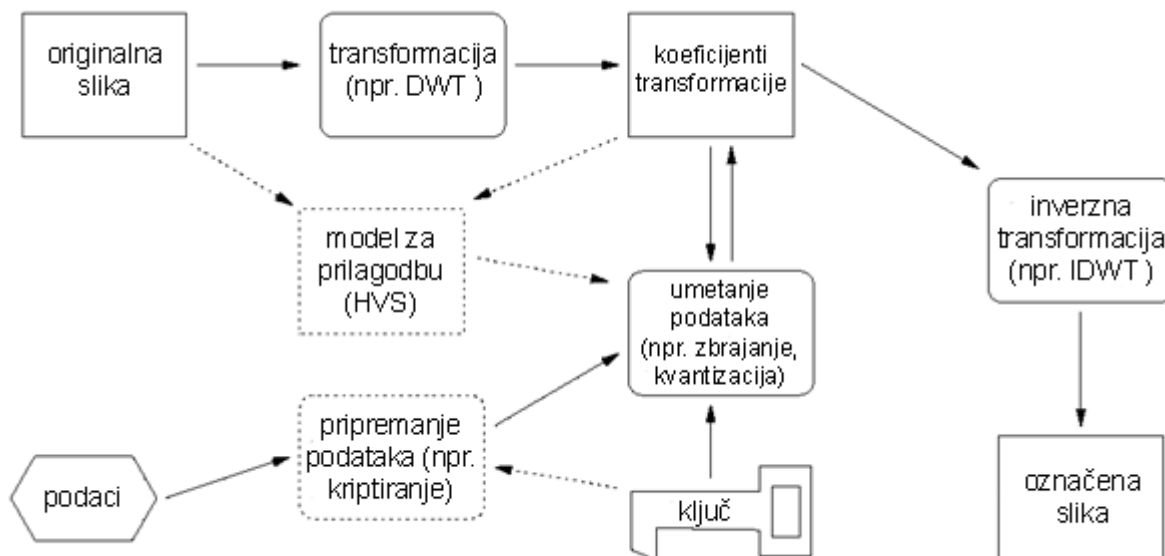 originalna
slika
transformacija
(npr. DWT )
koeficijenti
transformacije
inverzna
transformacija
(npr. IDWT )
model za
prilagodbu
(HVS)
umetanje
podataka
(npr. zbrajanje,
kvantizacija)
pripremanje
podataka (npr.
kriptiranje)
podaci
ključ
označena
slika